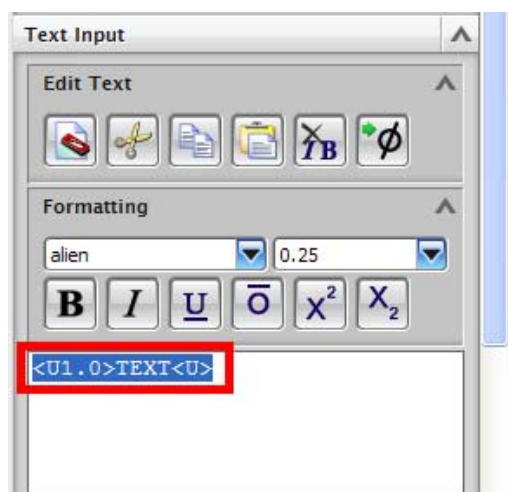 Text Input
Edit Text
Formatting
alien 0.25
B I U O X² X₂
<U1.0>TEXT<U>